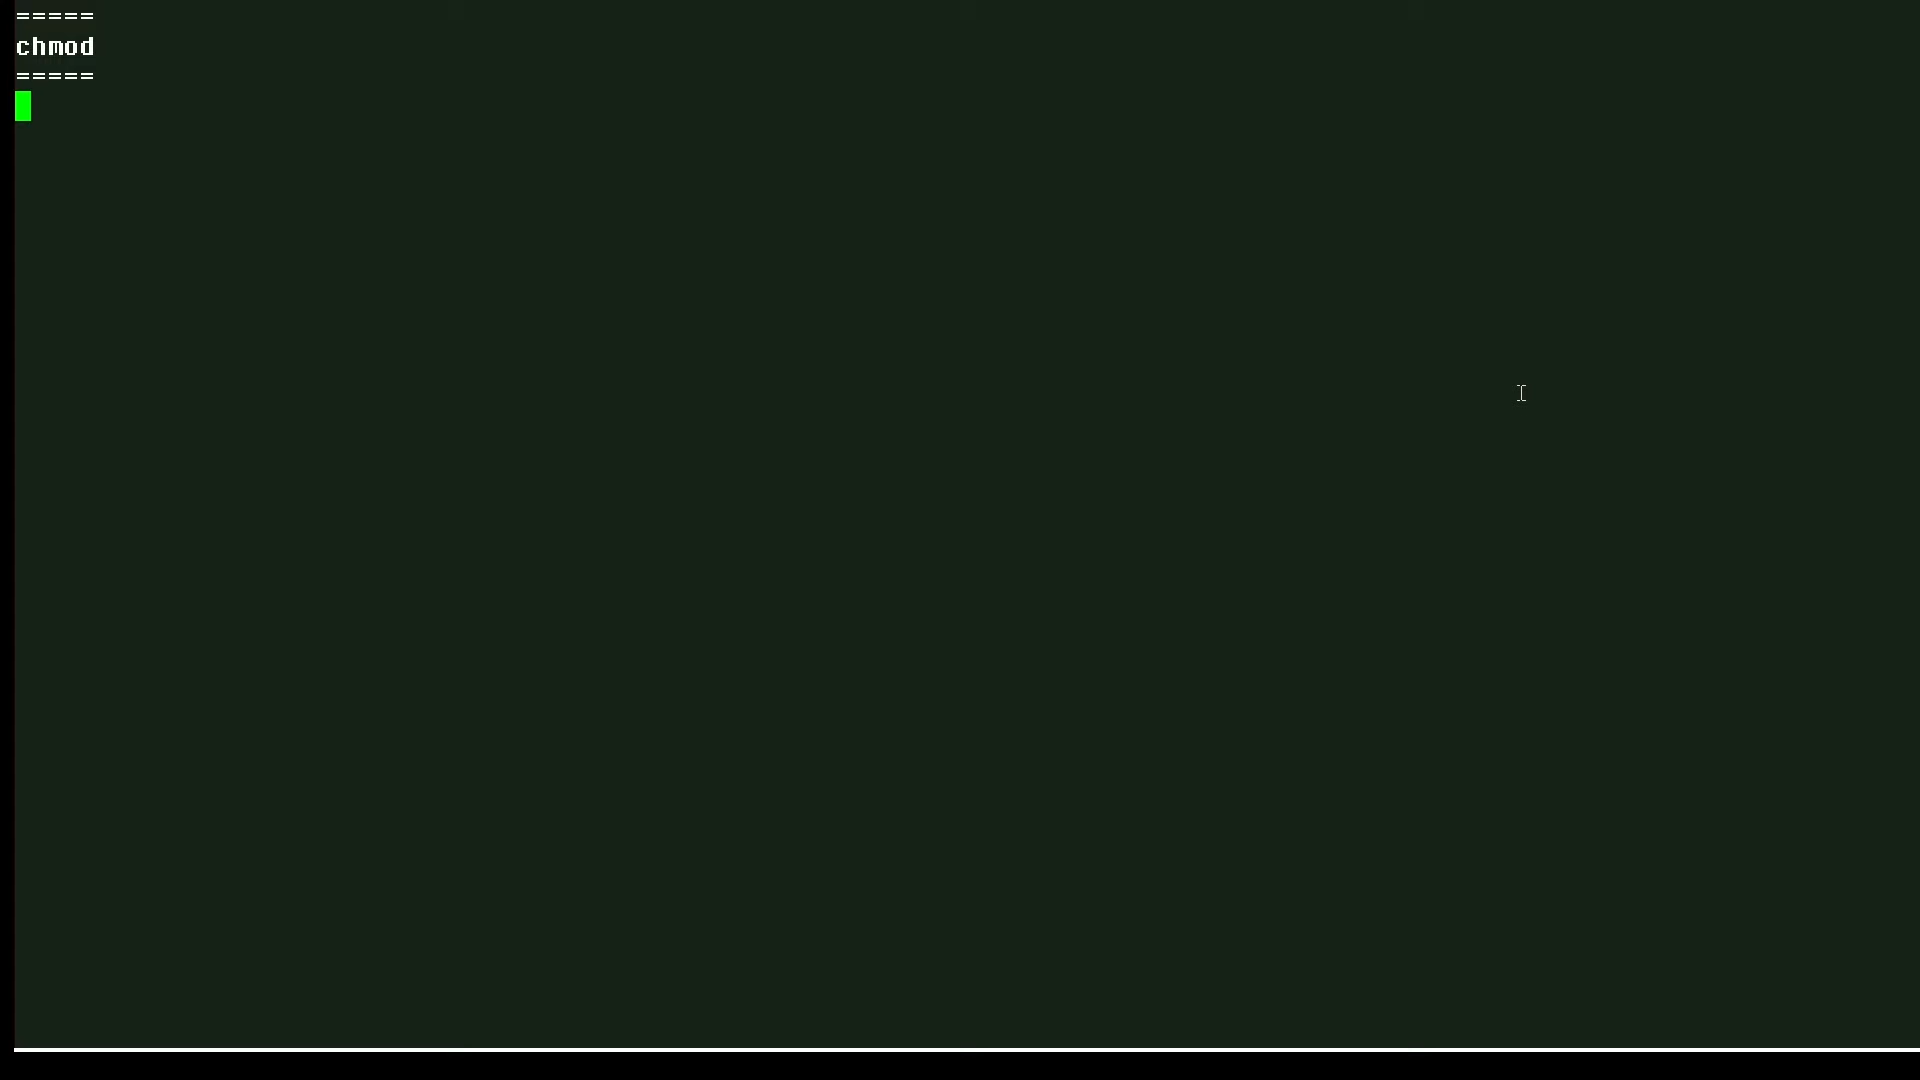 =====
chmod
=====